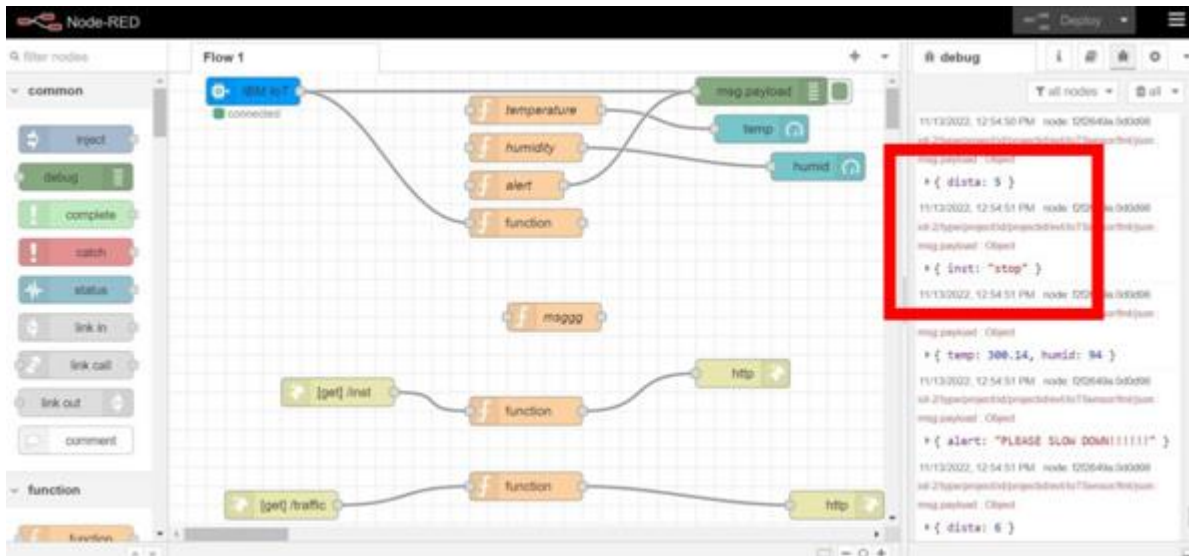 Node-RED
Deploy
filter nodes
Flow 1
debug
i
common
all nodes
all
inject
debug
complete
catch
status
link in
link call
link out
comment
function
function
IBM IoT
connected
temperature
humidity
alert
function
msg.payload
temp
humid
msggg
[get] /inst
function
http
[get] /traffic
function
http
11/13/2022, 12:54:50 PM node:
msg.payload : Object
{ dista: 5 }
11/13/2022, 12:54:51 PM node:
msg.payload : Object
{ inst: "stop" }
11/13/2022, 12:54:51 PM node:
msg.payload : Object
{ temp: 300.14, humid: 94 }
11/13/2022, 12:54:51 PM node:
msg.payload : Object
{ alert: "PLEASE SLOW DOWN!!!!!!" }
11/13/2022, 12:54:51 PM node:
msg.payload : Object
{ dista: 6 }